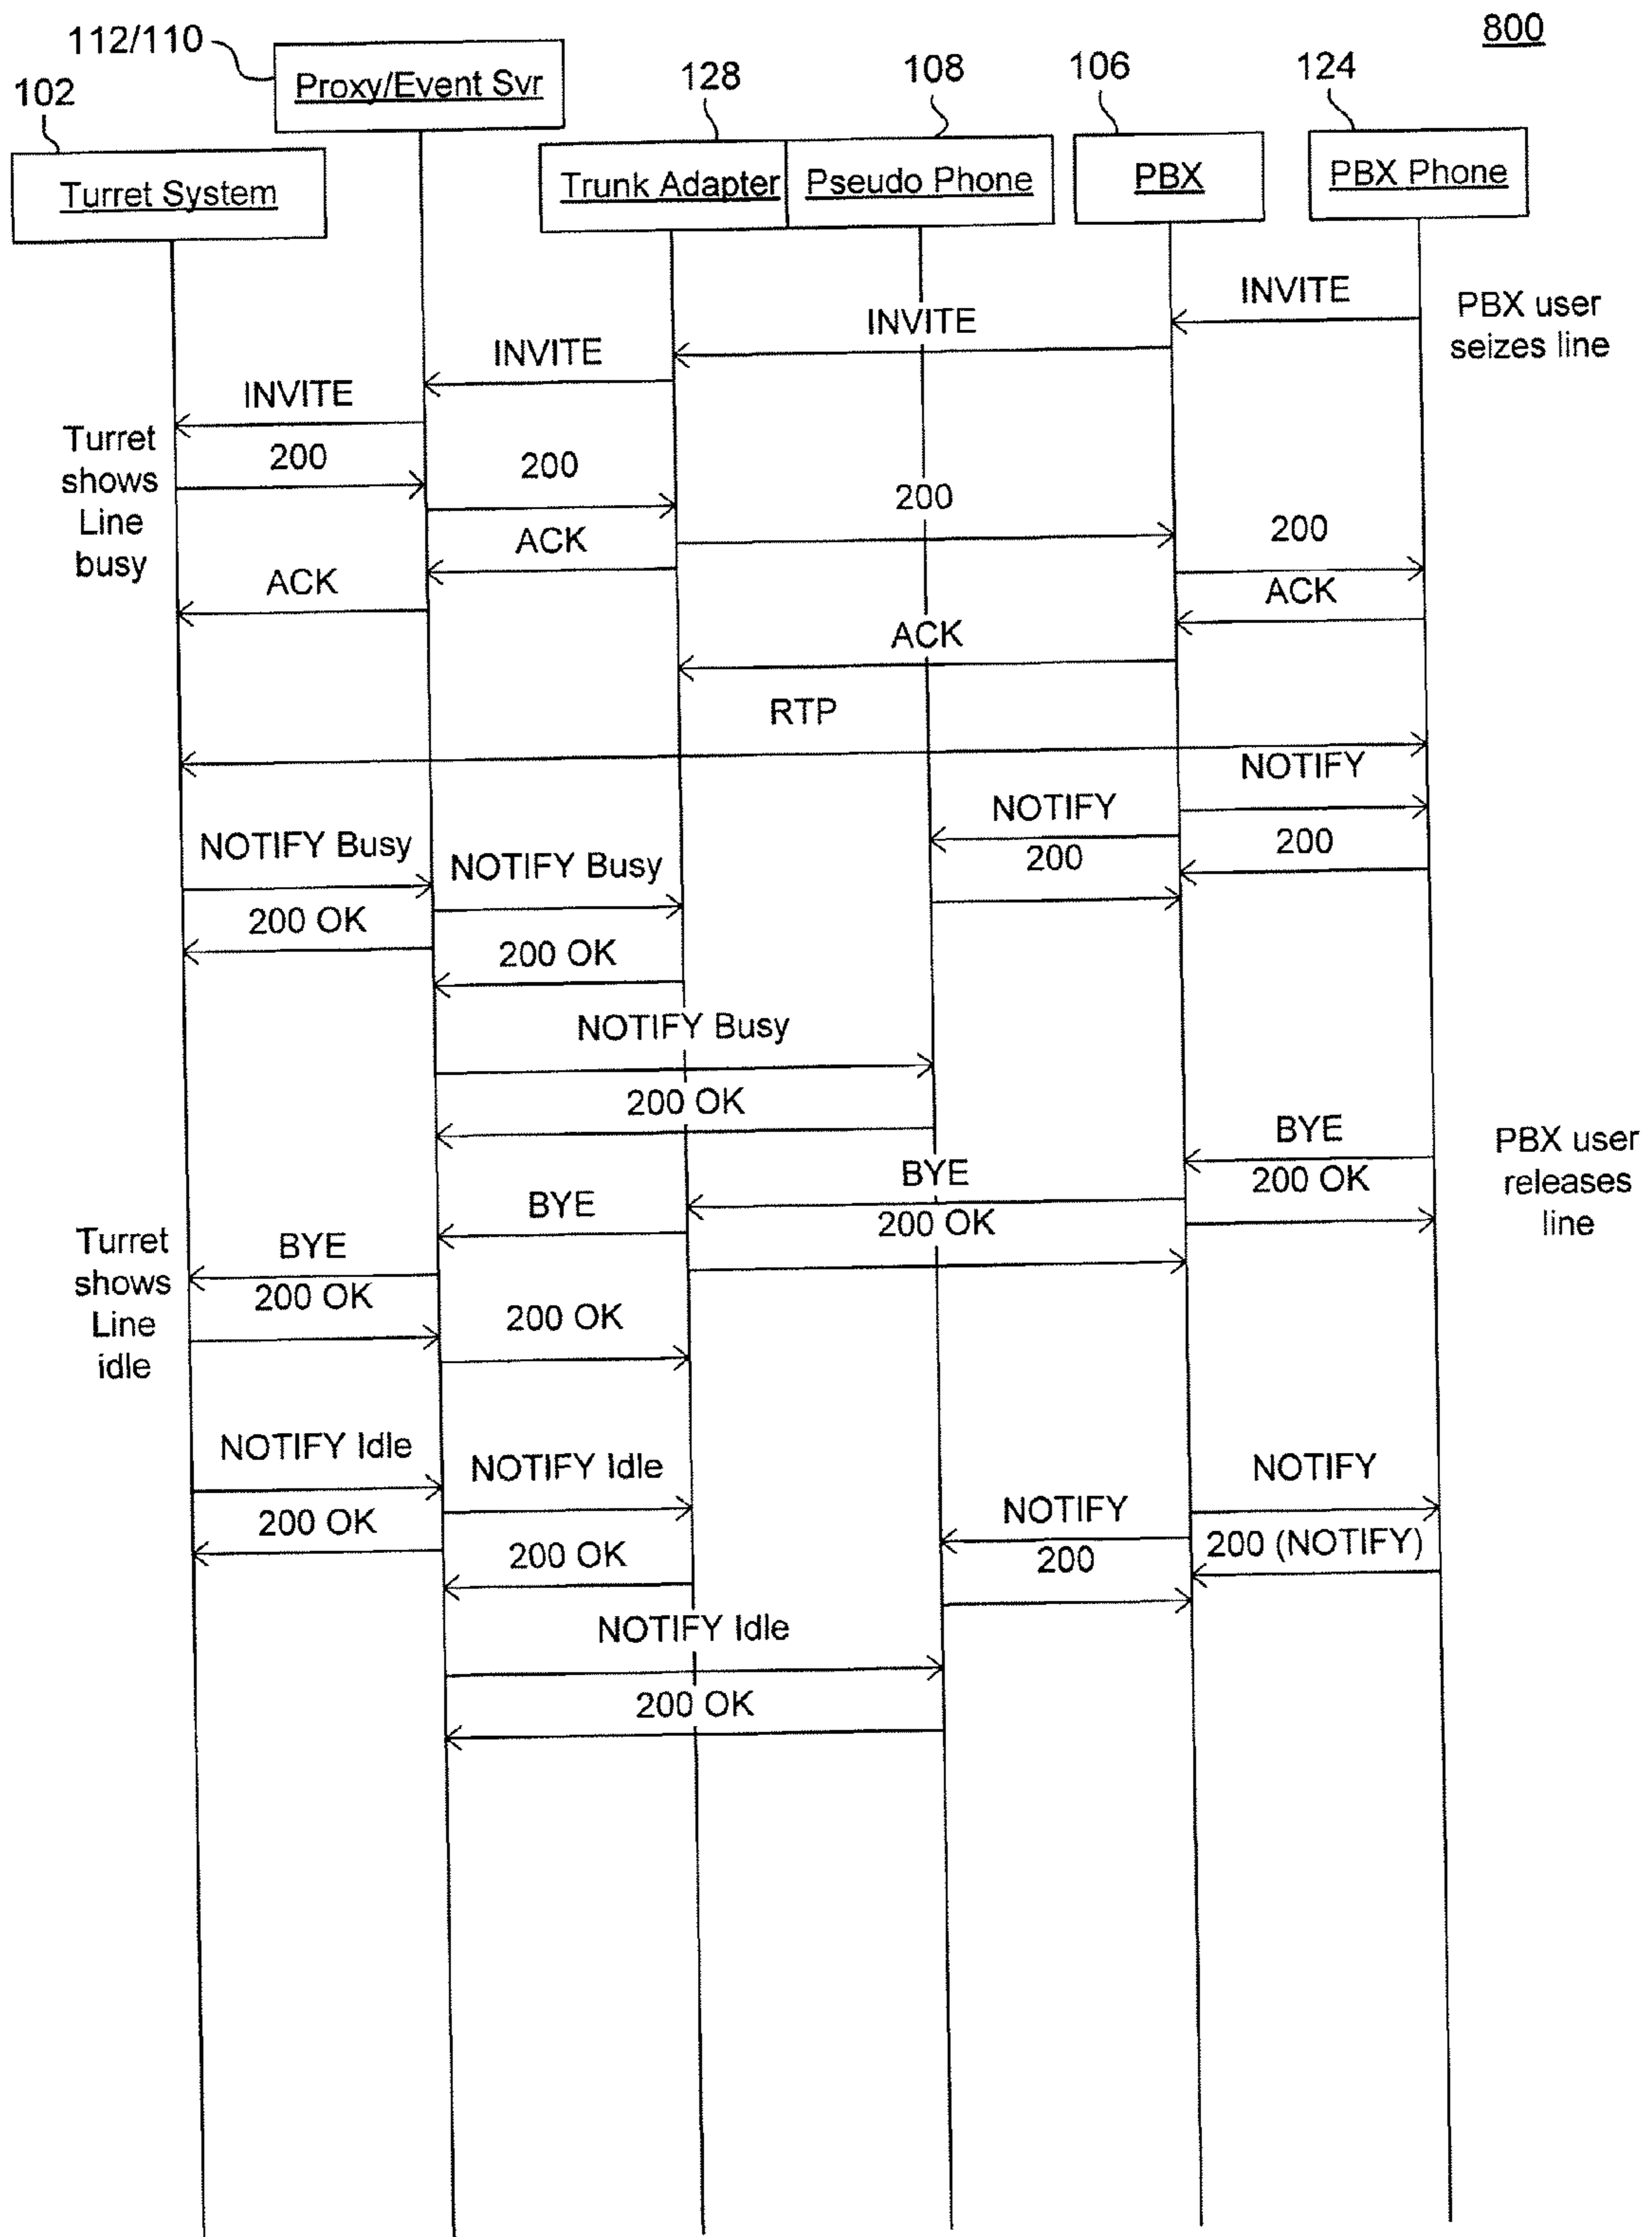 800
112/110
Proxy/Event Svr
102
128
108
106
124
Turret System
Trunk Adapter
Pseudo Phone
PBX
PBX Phone
INVITE
PBX user
seizes line
INVITE
INVITE
INVITE
Turret
shows
Line
busy
200
200
200
200
ACK
ACK
ACK
ACK
RTP
NOTIFY
NOTIFY
200
200
NOTIFY Busy
NOTIFY Busy
200 OK
200 OK
NOTIFY Busy
200 OK
BYE
PBX user
releases
line
200 OK
BYE
200 OK
BYE
BYE
Turret
shows
Line
idle
200 OK
200 OK
NOTIFY Idle
NOTIFY Idle
NOTIFY
NOTIFY
200 OK
200 OK
200
200 (NOTIFY)
NOTIFY Idle
200 OK